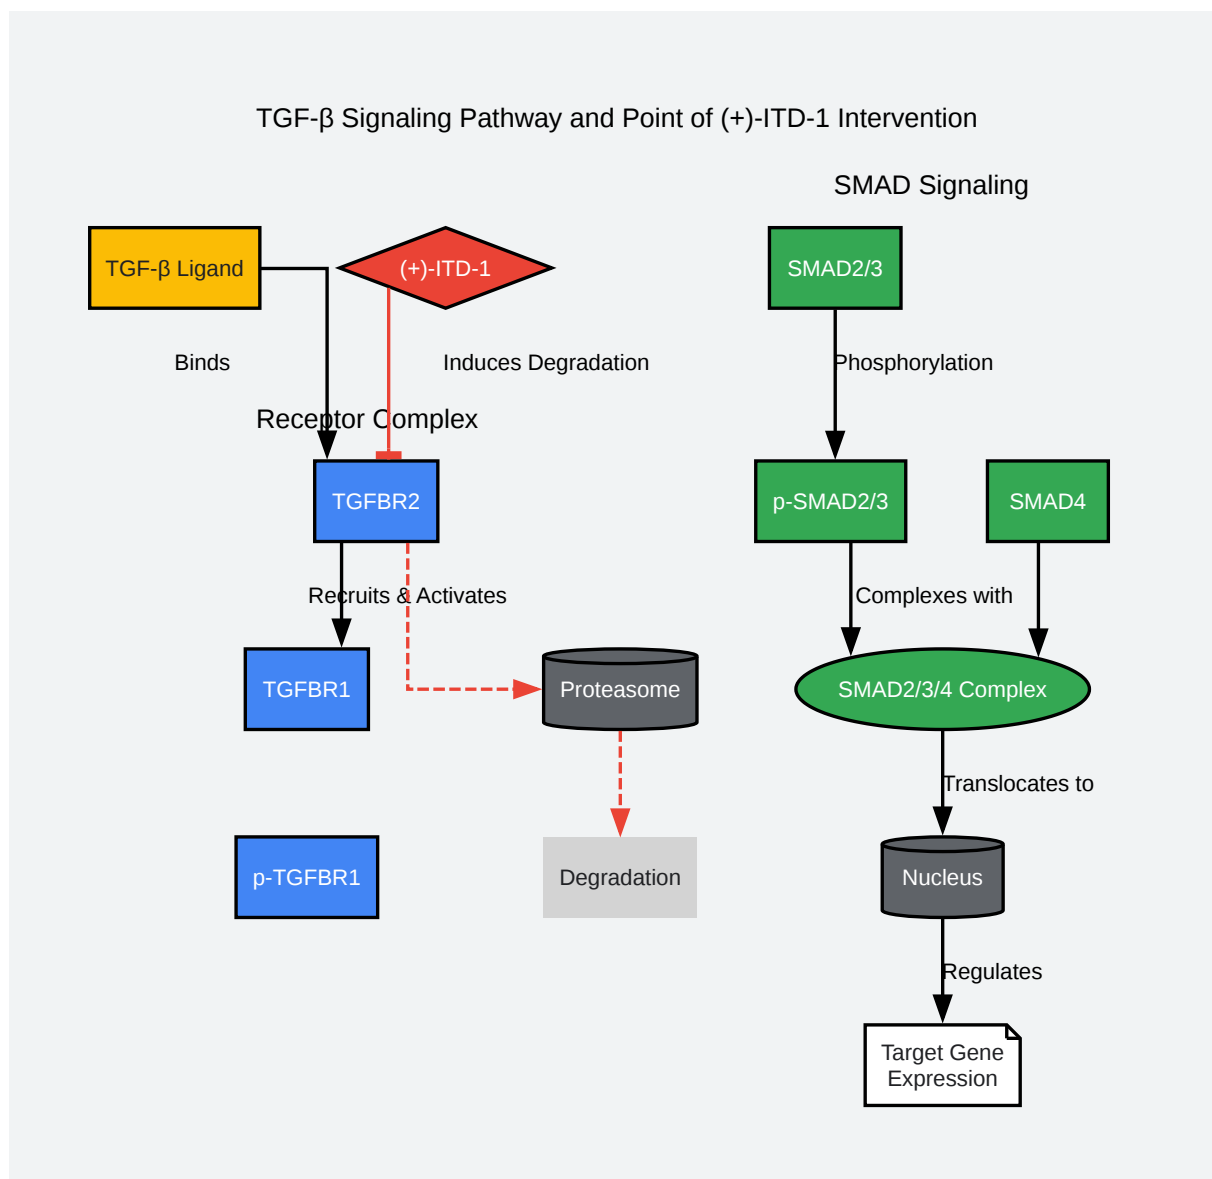 TGF-β Signaling Pathway and Point of (+)-ITD-1 Intervention
SMAD Signaling
TGF-β Ligand
(+)-ITD-1
SMAD2/3
Binds
Induces Degradation
Phosphorylation
Receptor Complex
TGFBR2
p-SMAD2/3
SMAD4
Recruits & Activates
Complexes with
TGFBR1
Proteasome
SMAD2/3/4 Complex
Translocates to
p-TGFBR1
Degradation
Nucleus
Regulates
Target Gene
Expression